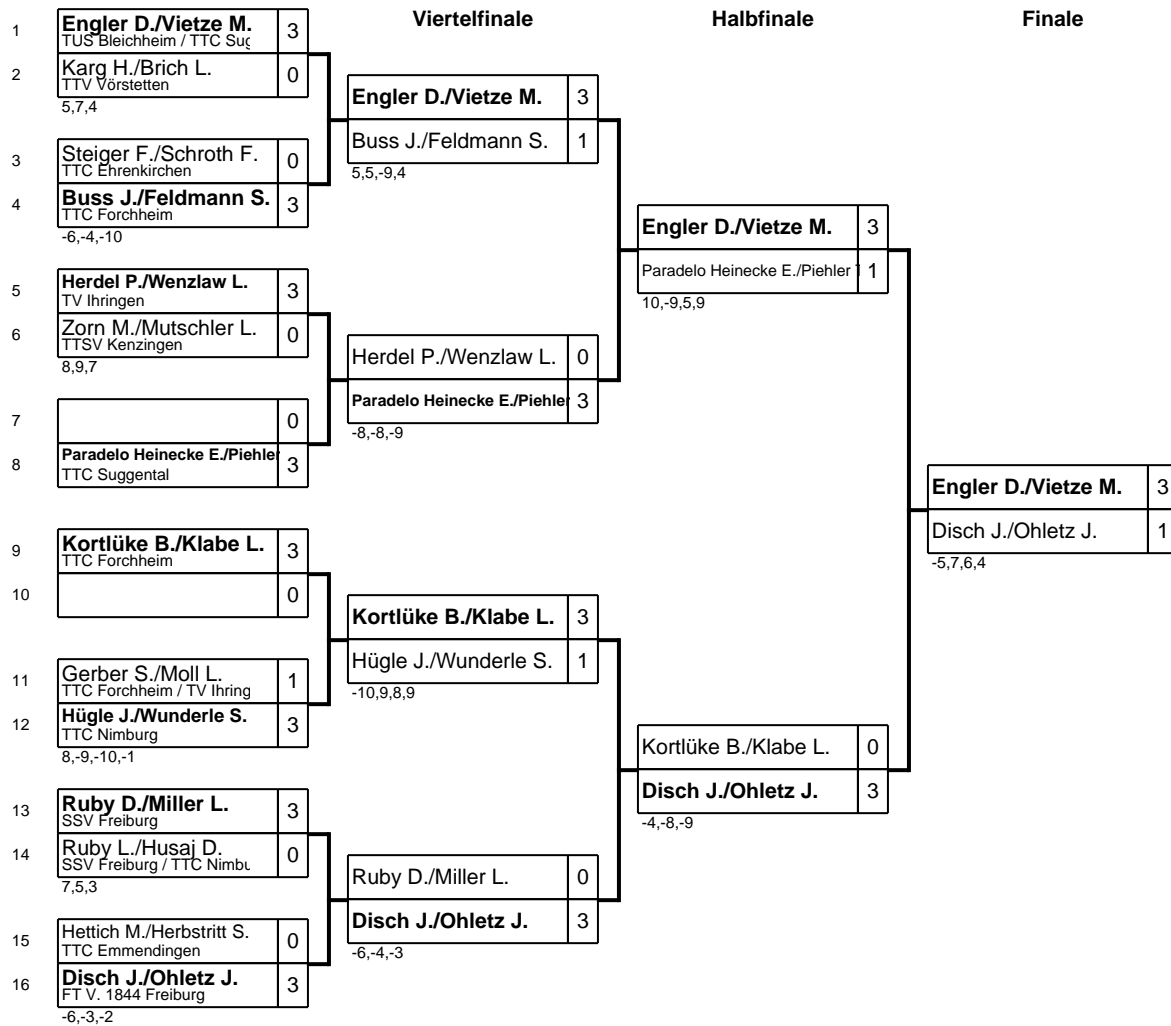 Viertelfinale
Halbfinale
Finale
1
Engler D./Vietze M.
3
TUS Bleichheim / TTC Sug
2
Karg H./Brich L.
0
TTV Vörstetten
5,7,4
3
Steiger F./Schroth F.
0
TTC Ehrenkirchen
4
Buss J./Feldmann S.
3
TTC Forchheim
-6,-4,-10
5
Herdel P./Wenzlaw L.
3
TV Ihringen
6
Zorn M./Mutschler L.
0
TTSV Kenzingen
8,9,7
7
0
8
Paradelo Heinecke E./Piehler
3
TTC Suggental
9
Kortlüke B./Klabe L.
3
TTC Forchheim
10
0
11
Gerber S./Moll L.
1
TTC Forchheim / TV Ihring
12
Hügle J./Wunderle S.
3
TTC Nimburg
8,-9,-10,-1
13
Ruby D./Miller L.
3
SSV Freiburg
14
Ruby L./Husaj D.
0
SSV Freiburg / TTC Nimbu
7,5,3
15
Hettich M./Herbstritt S.
0
TTC Emmendingen
16
Disch J./Ohletz J.
3
FT V. 1844 Freiburg
-6,-3,-2
Engler D./Vietze M.
3
Buss J./Feldmann S.
1
5,5,-9,4
Herdel P./Wenzlaw L.
0
Paradelo Heinecke E./Piehler
3
-8,-8,-9
Kortlüke B./Klabe L.
3
Hügle J./Wunderle S.
1
-10,9,8,9
Ruby D./Miller L.
0
Disch J./Ohletz J.
3
-6,-4,-3
Engler D./Vietze M.
3
Paradelo Heinecke E./Piehler
1
10,-9,5,9
Kortlüke B./Klabe L.
0
Disch J./Ohletz J.
3
-4,-8,-9
Engler D./Vietze M.
3
Disch J./Ohletz J.
1
-5,7,6,4